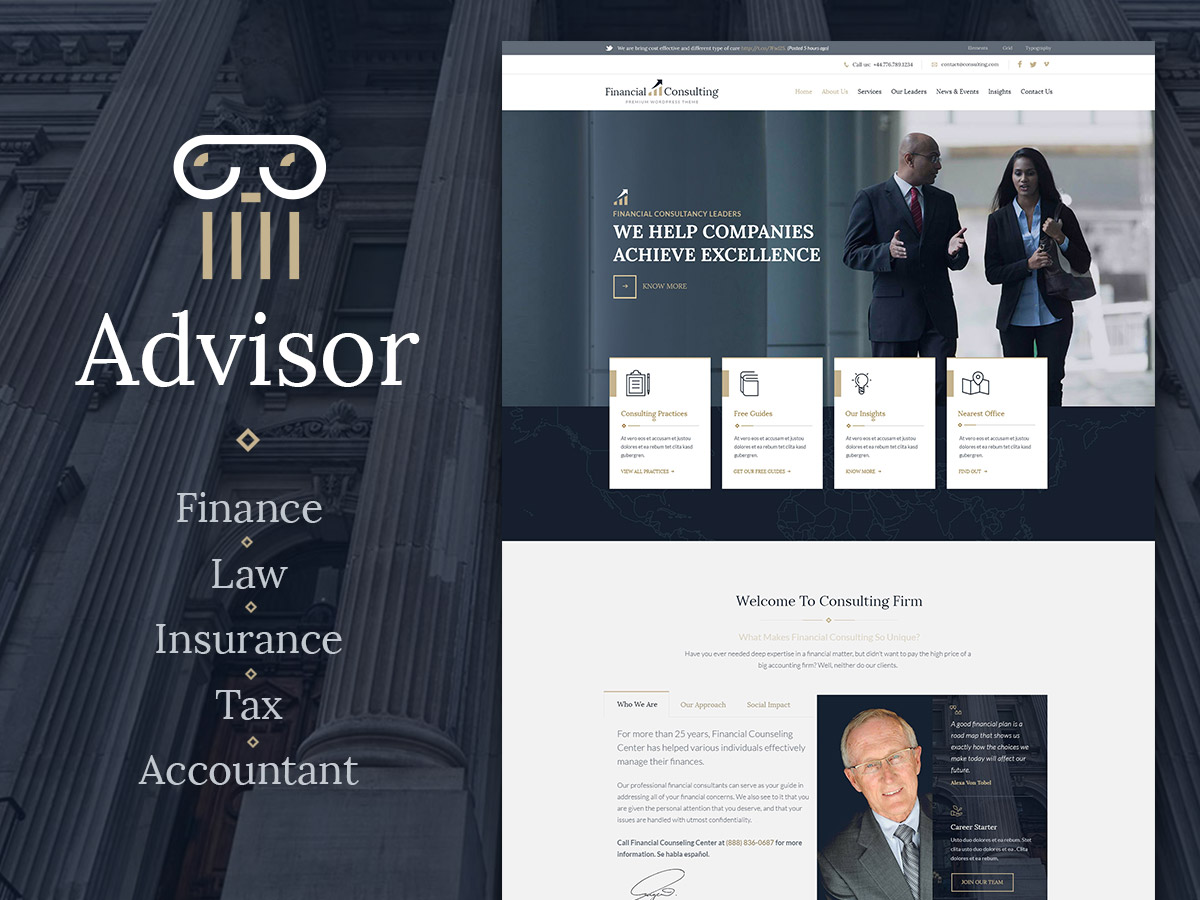 Advisor
Finance
Law
Insurance
Tax
Accountant
We are bring cost effective and different type of care
(Posted 5 hours ago)
Elements Grid Typography
Call us: +44.776.789.1234 contact@consulting.com
Financial Consulting
PREMIUM WORDPRESS THEME
Home About Us Services Our Leaders News & Events Insights Contact Us
FINANCIAL CONSULTANCY LEADERS
WE HELP COMPANIES
ACHIEVE EXCELLENCE
KNOW MORE
Consulting Practices
At vero eos et accusam et justou
dolores et ea rebum tet clita kasd
gubergren.
VIEW ALL PRACTICES
Free Guides
At vero eos et accusam et justou
dolores et ea rebum tet clita kasd
gubergren.
GET OUR FREE GUIDES
Our Insights
At vero eos et accusam et justou
dolores et ea rebum tet clita kasd
gubergren.
KNOW MORE
Nearest Office
At vero eos et accusam et justou
dolores et ea rebum tet clita kasd
gubergren.
FIND OUT
Welcome To Consulting Firm
What Makes Financial Consulting So Unique?
Have you ever needed deep expertise in a financial matter, but didn't want to pay the high price of a
big accounting firm? Well, neither do our clients.
Who We Are Our Approach Social Impact
For more than 25 years, Financial Counseling
Center has helped various individuals effectively
manage their finances.
Our professional financial consultants can serve as your guide in
addressing all of your financial concerns. We also see to it that you
are given the personal attention that you deserve, and that your
issues are handled with utmost confidentiality.
Call Financial Counseling Center at (888) 836-0687 for more
information. Se habla español.
A good financial plan is a
road map that shows us
exactly how the choices we
make today will affect our
future.
Alexa Von Tobel
Career Starter
Usto duo dolores et ea rebum. Stet
clita usto duo dolores et ea . Clita
dolores et ea rebum.
JOIN OUR TEAM